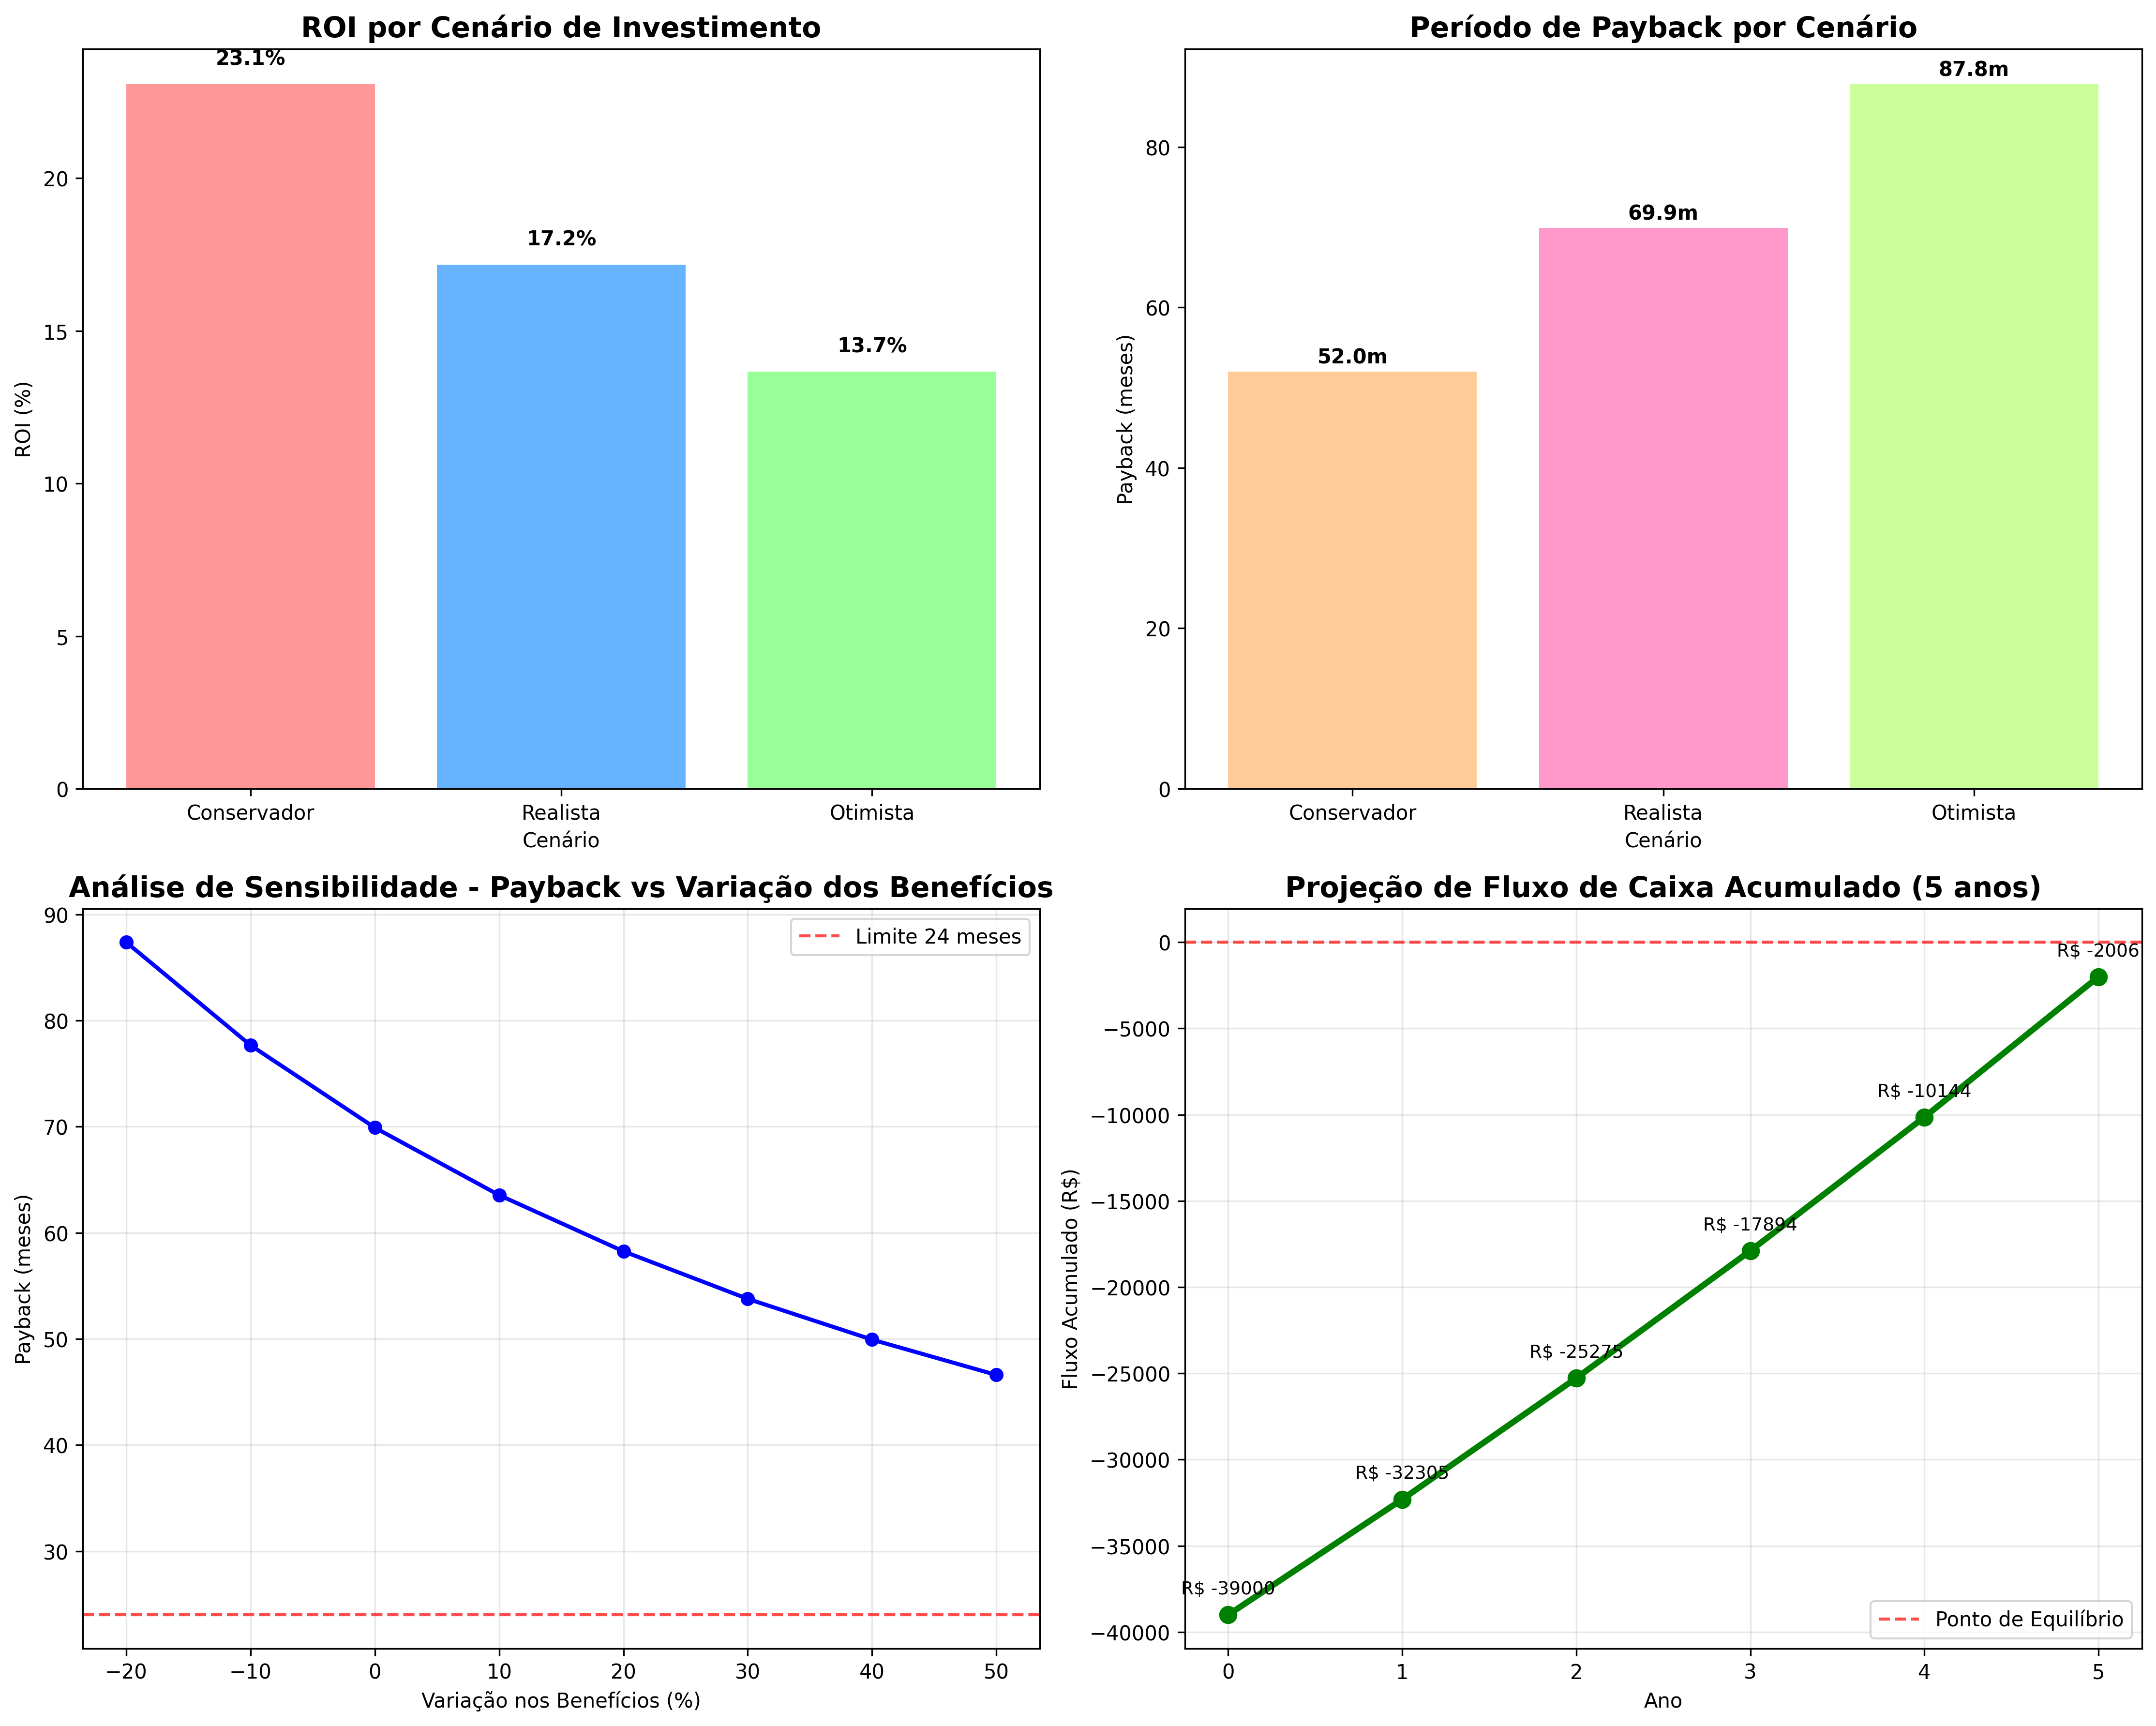 ROI por Cenário de Investimento
23.1%
17.2%
13.7%
ROI (%)
20
15
10
5
0
Conservador
Realista
Otimista
Cenário
Período de Payback por Cenário
87.8m
69.9m
52.0m
Payback (meses)
80
60
40
20
0
Conservador
Realista
Otimista
Cenário
Análise de Sensibilidade - Payback vs Variação dos Benefícios
Limite 24 meses
Payback (meses)
90
80
70
60
50
40
30
−20
−10
0
10
20
30
40
50
Variação nos Benefícios (%)
Projeção de Fluxo de Caixa Acumulado (5 anos)
R$ -2006
R$ -10144
R$ -17894
R$ -25275
R$ -32305
R$ -39000
Ponto de Equilíbrio
Fluxo Acumulado (R$)
0
−5000
−10000
−15000
−20000
−25000
−30000
−35000
−40000
0
1
2
3
4
5
Ano